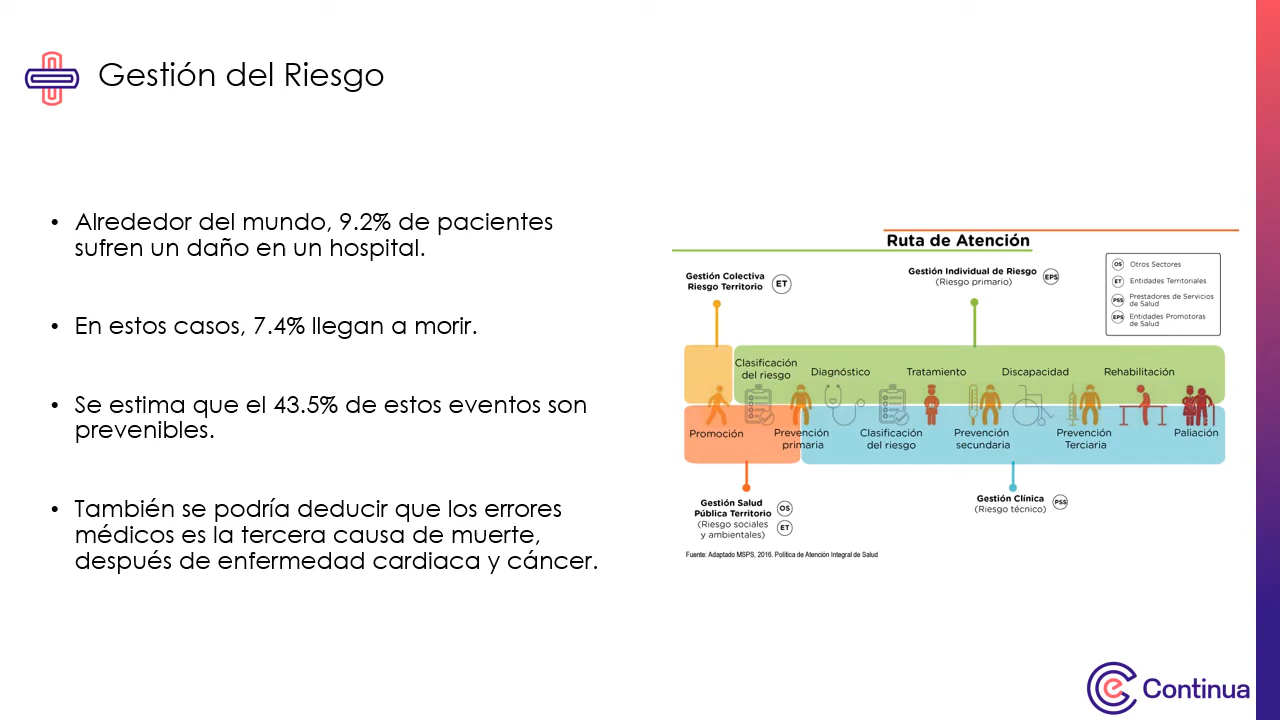 Gestión del Riesgo
• Alrededor del mundo, 9.2% de pacientes
sufren un daño en un hospital.
• En estos casos, 7.4% llegan a morir.
• Se estima que el 43.5% de estos eventos son
prevenibles.
• También se podría deducir que los errores
médicos es la tercera causa de muerte,
después de enfermedad cardiaca y cáncer.
Ruta de Atención
Gestión Colectiva
Riesgo Territorio
ET
Gestión Individual de Riesgo
(Riesgo primario)
EPS
OS Otros Sectores
ET Entidades Territoriales
PSS Prestadores de Servicios
de Salud
EPS Entidades Promotoras
de Salud
Clasificación
del riesgo
Diagnóstico
Tratamiento
Discapacidad
Rehabilitación
Promoción
Prevención
primaria
Clasificación
del riesgo
Prevención
secundaria
Prevención
Terciaria
Paliación
Gestión Salud
Pública Territorio
(Riesgo sociales
y ambientales)
OS
ET
Gestión Clínica
(Riesgo técnico)
PSS
Fuente: Adaptado MSPS, 2016. Política de Atención Integral de Salud
e Continua